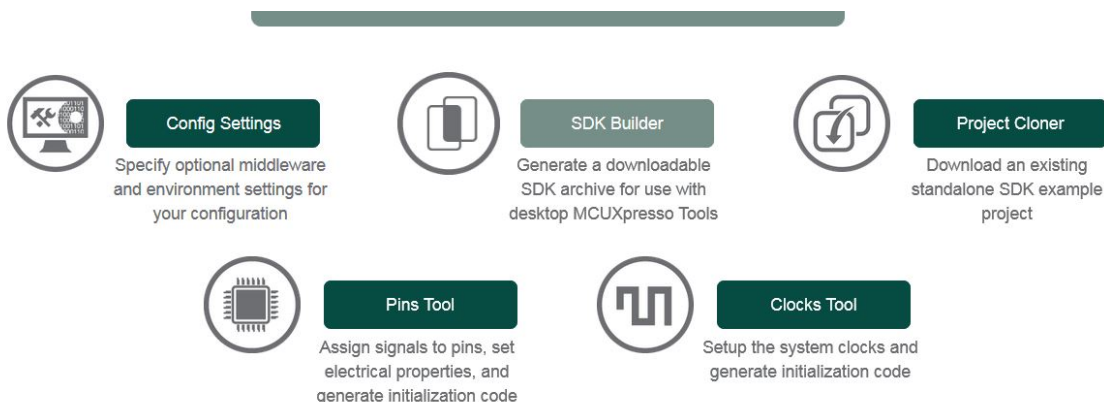 Config Settings
Specify optional middleware
and environment settings for
your configuration
SDK Builder
Generate a downloadable
SDK archive for use with
desktop MCUXpresso Tools
Project Cloner
Download an existing
standalone SDK example
project
Pins Tool
Assign signals to pins, set
electrical properties, and
generate initialization code
Clocks Tool
Setup the system clocks and
generate initialization code